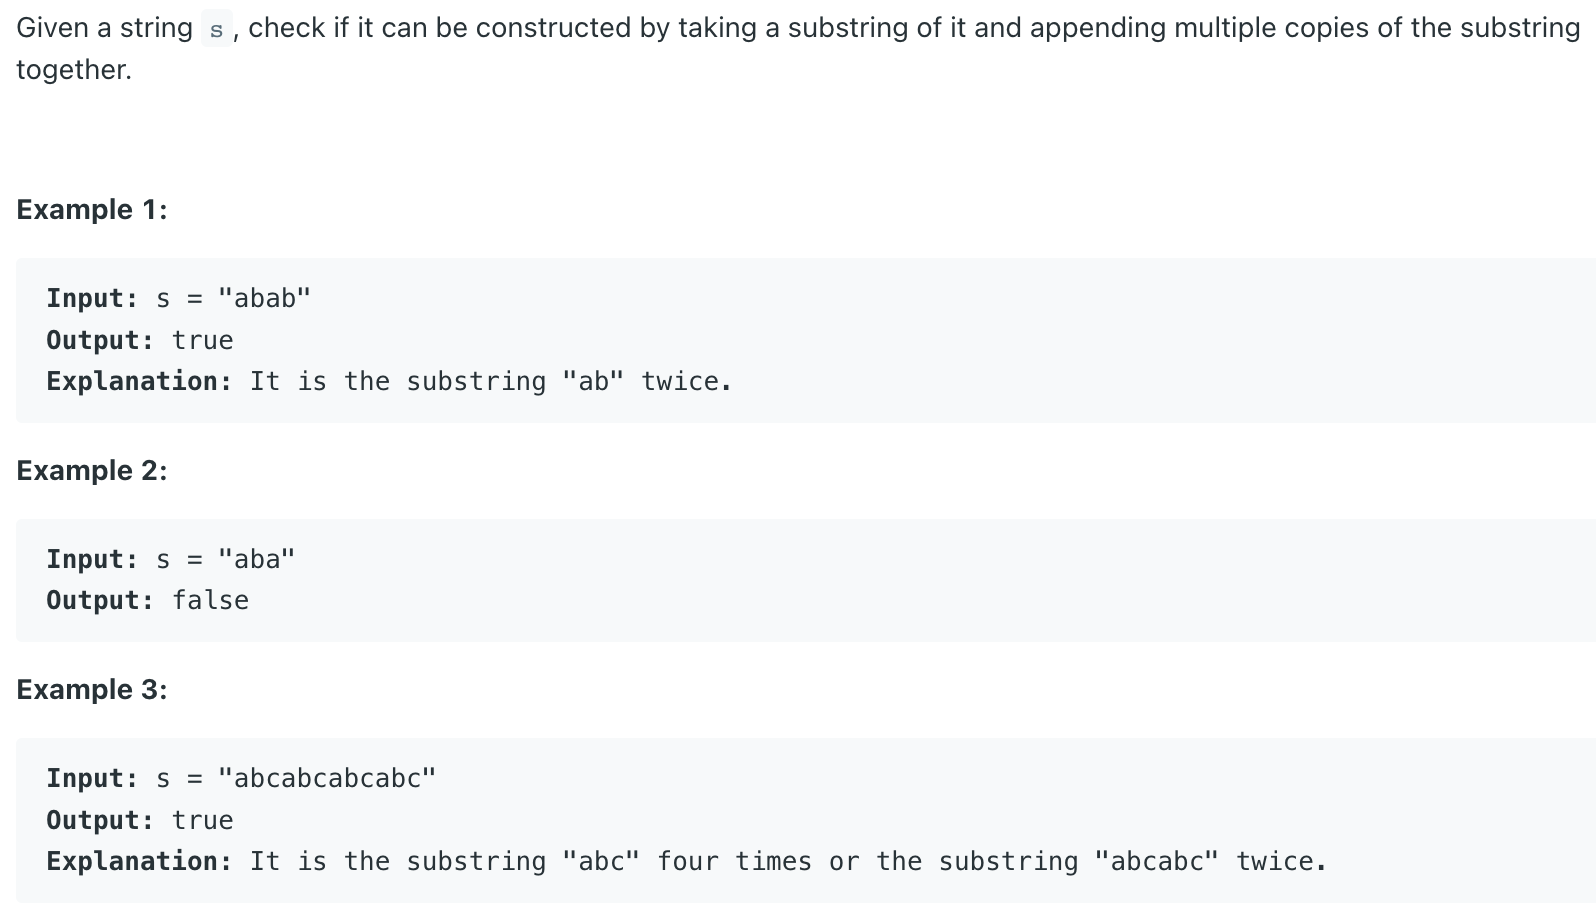 Given a string s, check if it can be constructed by taking a substring of it and appending multiple copies of the substring
together.
Example 1:
Input: s = "abab"
Output: true
Explanation: It is the substring "ab" twice.
Example 2:
Input: s = "aba"
Output: false
Example 3:
Input: s = "abcabcabcabc"
Output: true
Explanation: It is the substring "abc" four times or the substring "abcabc" twice.